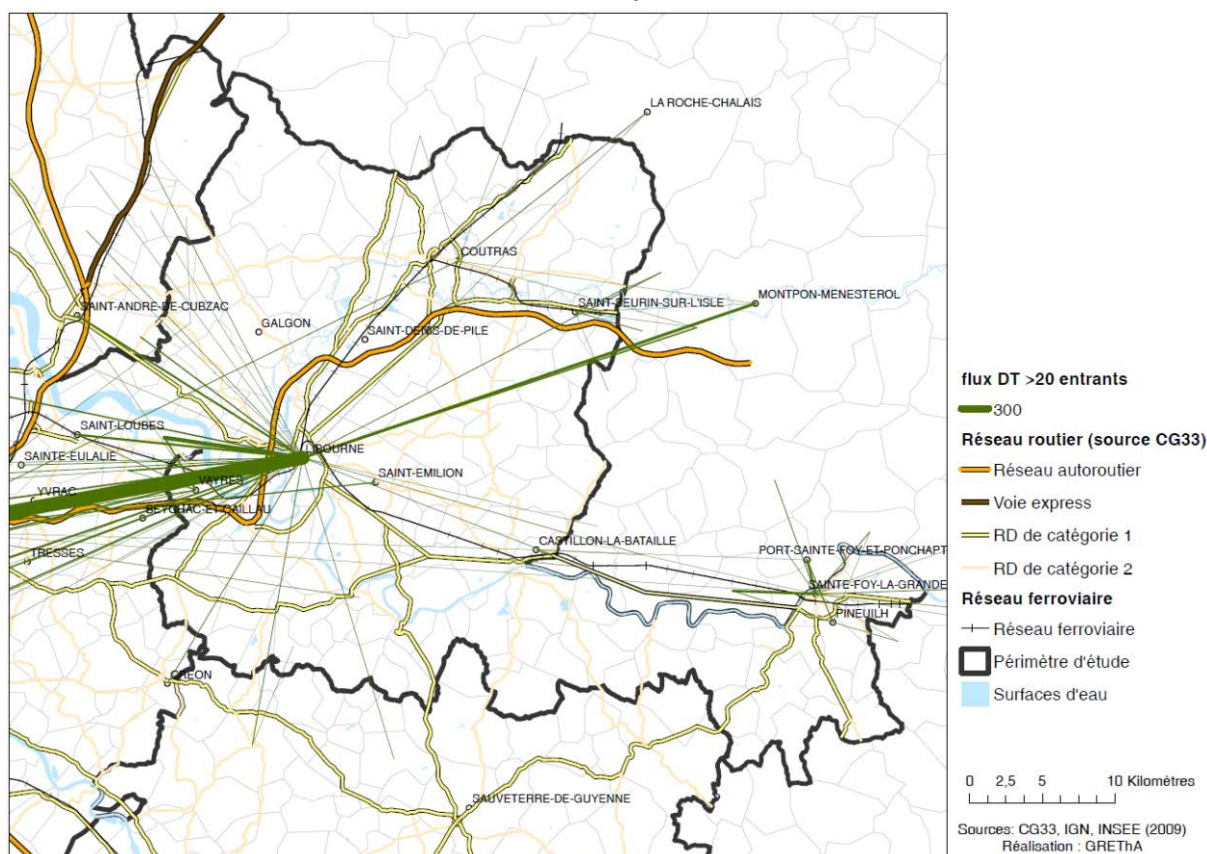 LA ROCHE-CHALAIS
COUTRAS
SAINT-ANDRE-DE-CUBZAC
GALGON
SAINT-DENIS-DE-PILE
SAINT-SEURIN-SUR-L'ISLE
MONTPON-MENESTEROL
SAINT-LOUBES
LIBOURNE
SAINTE-EULALIE
SAINT-EMILION
YVRAC
VAYRES
BEYCHAC-ET-CAILLAU
TRESSES
CASTILLON-LA-BATAILLE
PORT-SAINTE-FOY-ET-PONCHAPT
SAINTE-FOY-LA-GRANDE
PINEUILH
CREON
SAUVETERRE-DE-GUYENNE
flux DT >20 entrants
300
Réseau routier (source CG33)
Réseau autoroutier
Voie express
RD de catégorie 1
RD de catégorie 2
Réseau ferroviaire
Réseau ferroviaire
Périmètre d'étude
Surfaces d'eau
0 2,5 5 10 Kilomètres
Sources: CG33, IGN, INSEE (2009)
Réalisation : GREThA